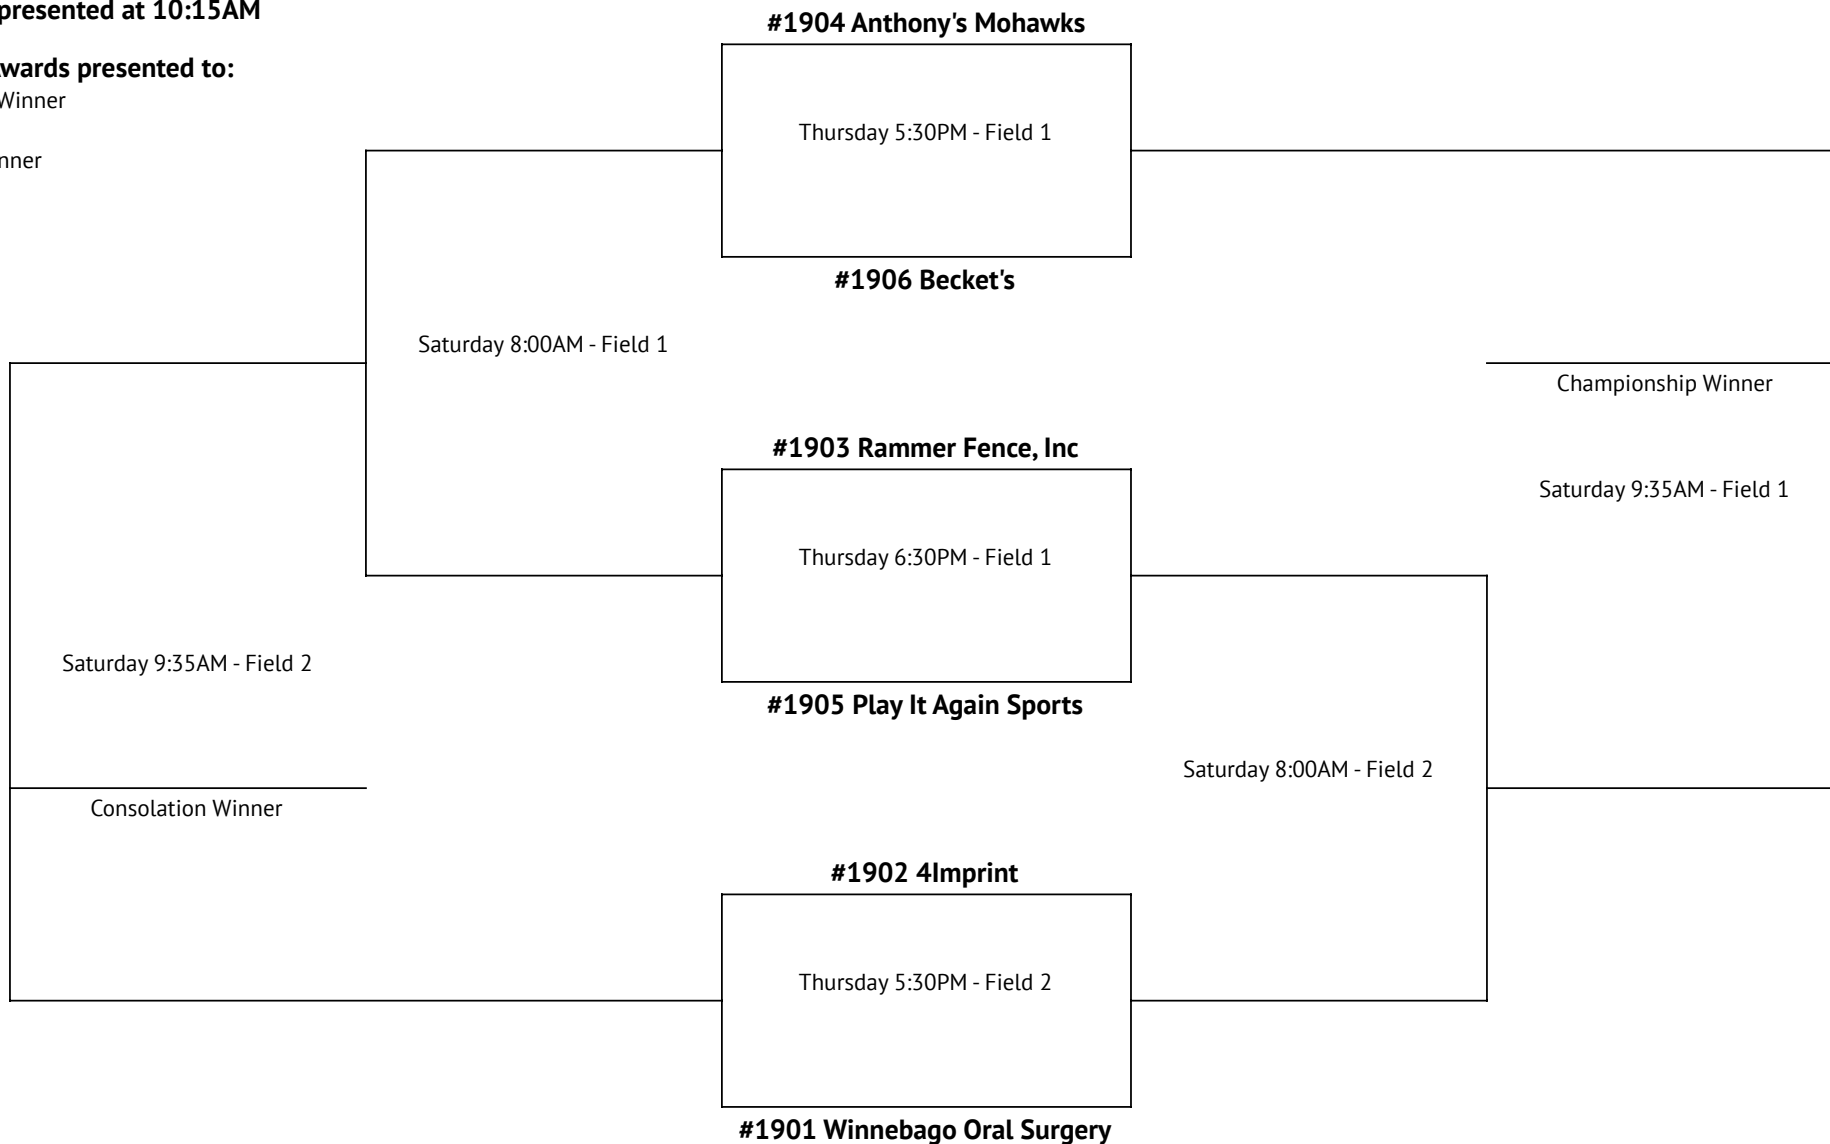 presented at 10:15AM
#1904 Anthony's Mohawks
wards presented to:
Winner
Thursday 5:30PM - Field 1
nner
#1906 Becket's
Saturday 8:00AM - Field 1
Championship Winner
#1903 Rammer Fence, Inc
Saturday 9:35AM - Field 1
Thursday 6:30PM - Field 1
Saturday 9:35AM - Field 2
#1905 Play It Again Sports
Saturday 8:00AM - Field 2
Consolation Winner
#1902 4Imprint
Thursday 5:30PM - Field 2
#1901 Winnebago Oral Surgery